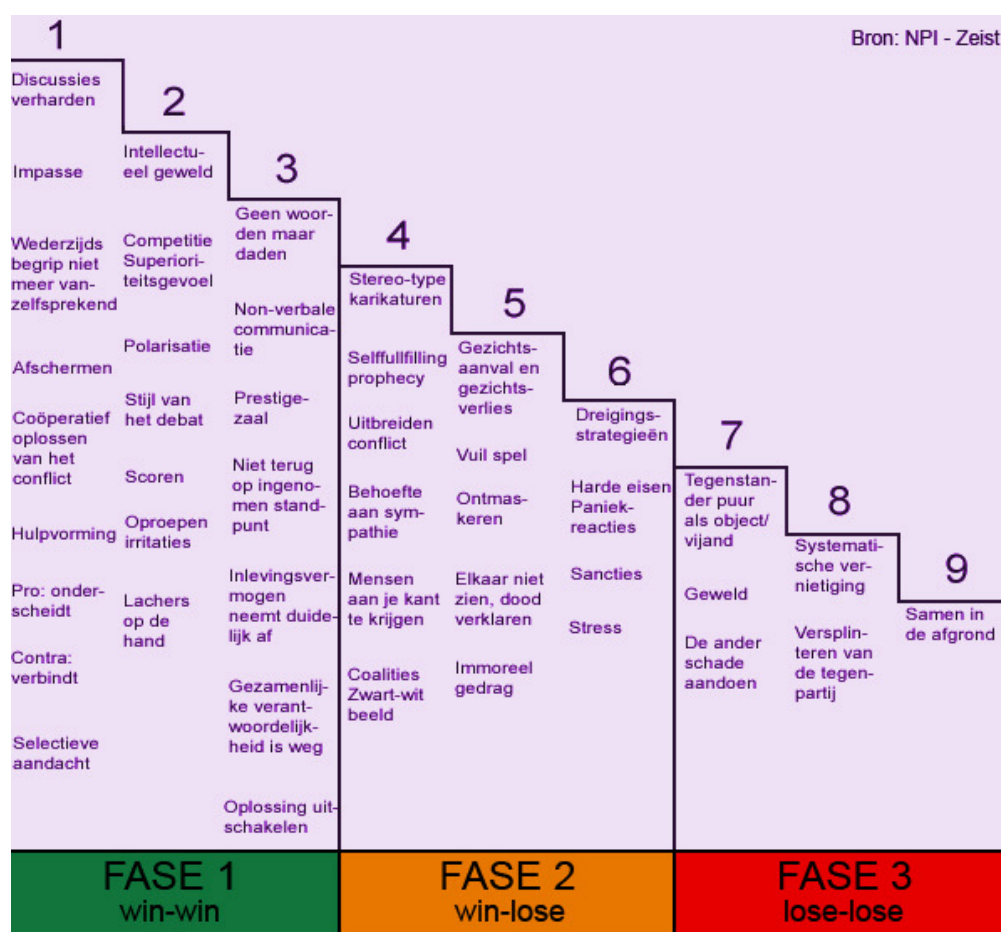 Bron: NPI - Zeist
1
Discussies
verharden
Impasse
Wederzijds
begrip niet
meer van-
zelfsprekend
Afschermen
Coöperatief
oplossen
van het
conflict
Hulpvorming
Pro: onder-
scheidt
Contra:
verbindt
Selectieve
aandacht
2
Intellectu-
eel geweld
Competitie
Superiori-
teitsgevoel
Polarisatie
Stijl van
het debat
Scoren
Oproepen
irritaties
Lachers
op de
hand
3
Geen woor-
den maar
daden
Non-verbale
communica-
tie
Prestige-
zaal
Niet terug
op ingeno-
men stand-
punt
Inlevingsver-
mogen
neemt duide-
lijk af
Gezamenlij-
ke verant-
woordelijk-
heid is weg
Oplossing uit-
schakelen
4
Stereo-type
karikaturen
Selffullfilling
prophecy
Uitbreiden
conflict
Behoefte
aan sym-
pathie
Mensen
aan je kant
te krijgen
Coalities
Zwart-wit
beeld
5
Gezichts-
aanval en
gezichts-
verlies
Vuil spel
Ontmas-
keren
Elkaar niet
zien, dood
verklaren
Immoreel
gedrag
6
Dreigings-
strategieën
Harde eisen
Paniek-
reacties
Sancties
Stress
7
Tegenstan-
der puur
als object/
vijand
Geweld
De ander
schade
aandoen
8
Systemati-
sche ver-
nietiging
Versplin-
teren van
de tegen-
partij
9
Samen in
de afgrond
FASE 1
win-win
FASE 2
win-lose
FASE 3
lose-lose